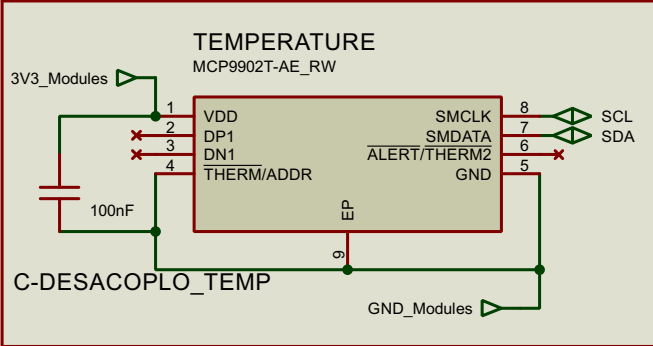 TEMPERATURE
MCP9902T-AE_RW
3V3_Modules
1 VDD SMCLK 8 SCL
2 DP1 SMDATA 7 SDA
3 DN1 ALERT/THERM2 6
4 THERM/ADDR GND 5
100nF
EP
9
C-DESACOPLO_TEMP
GND_Modules